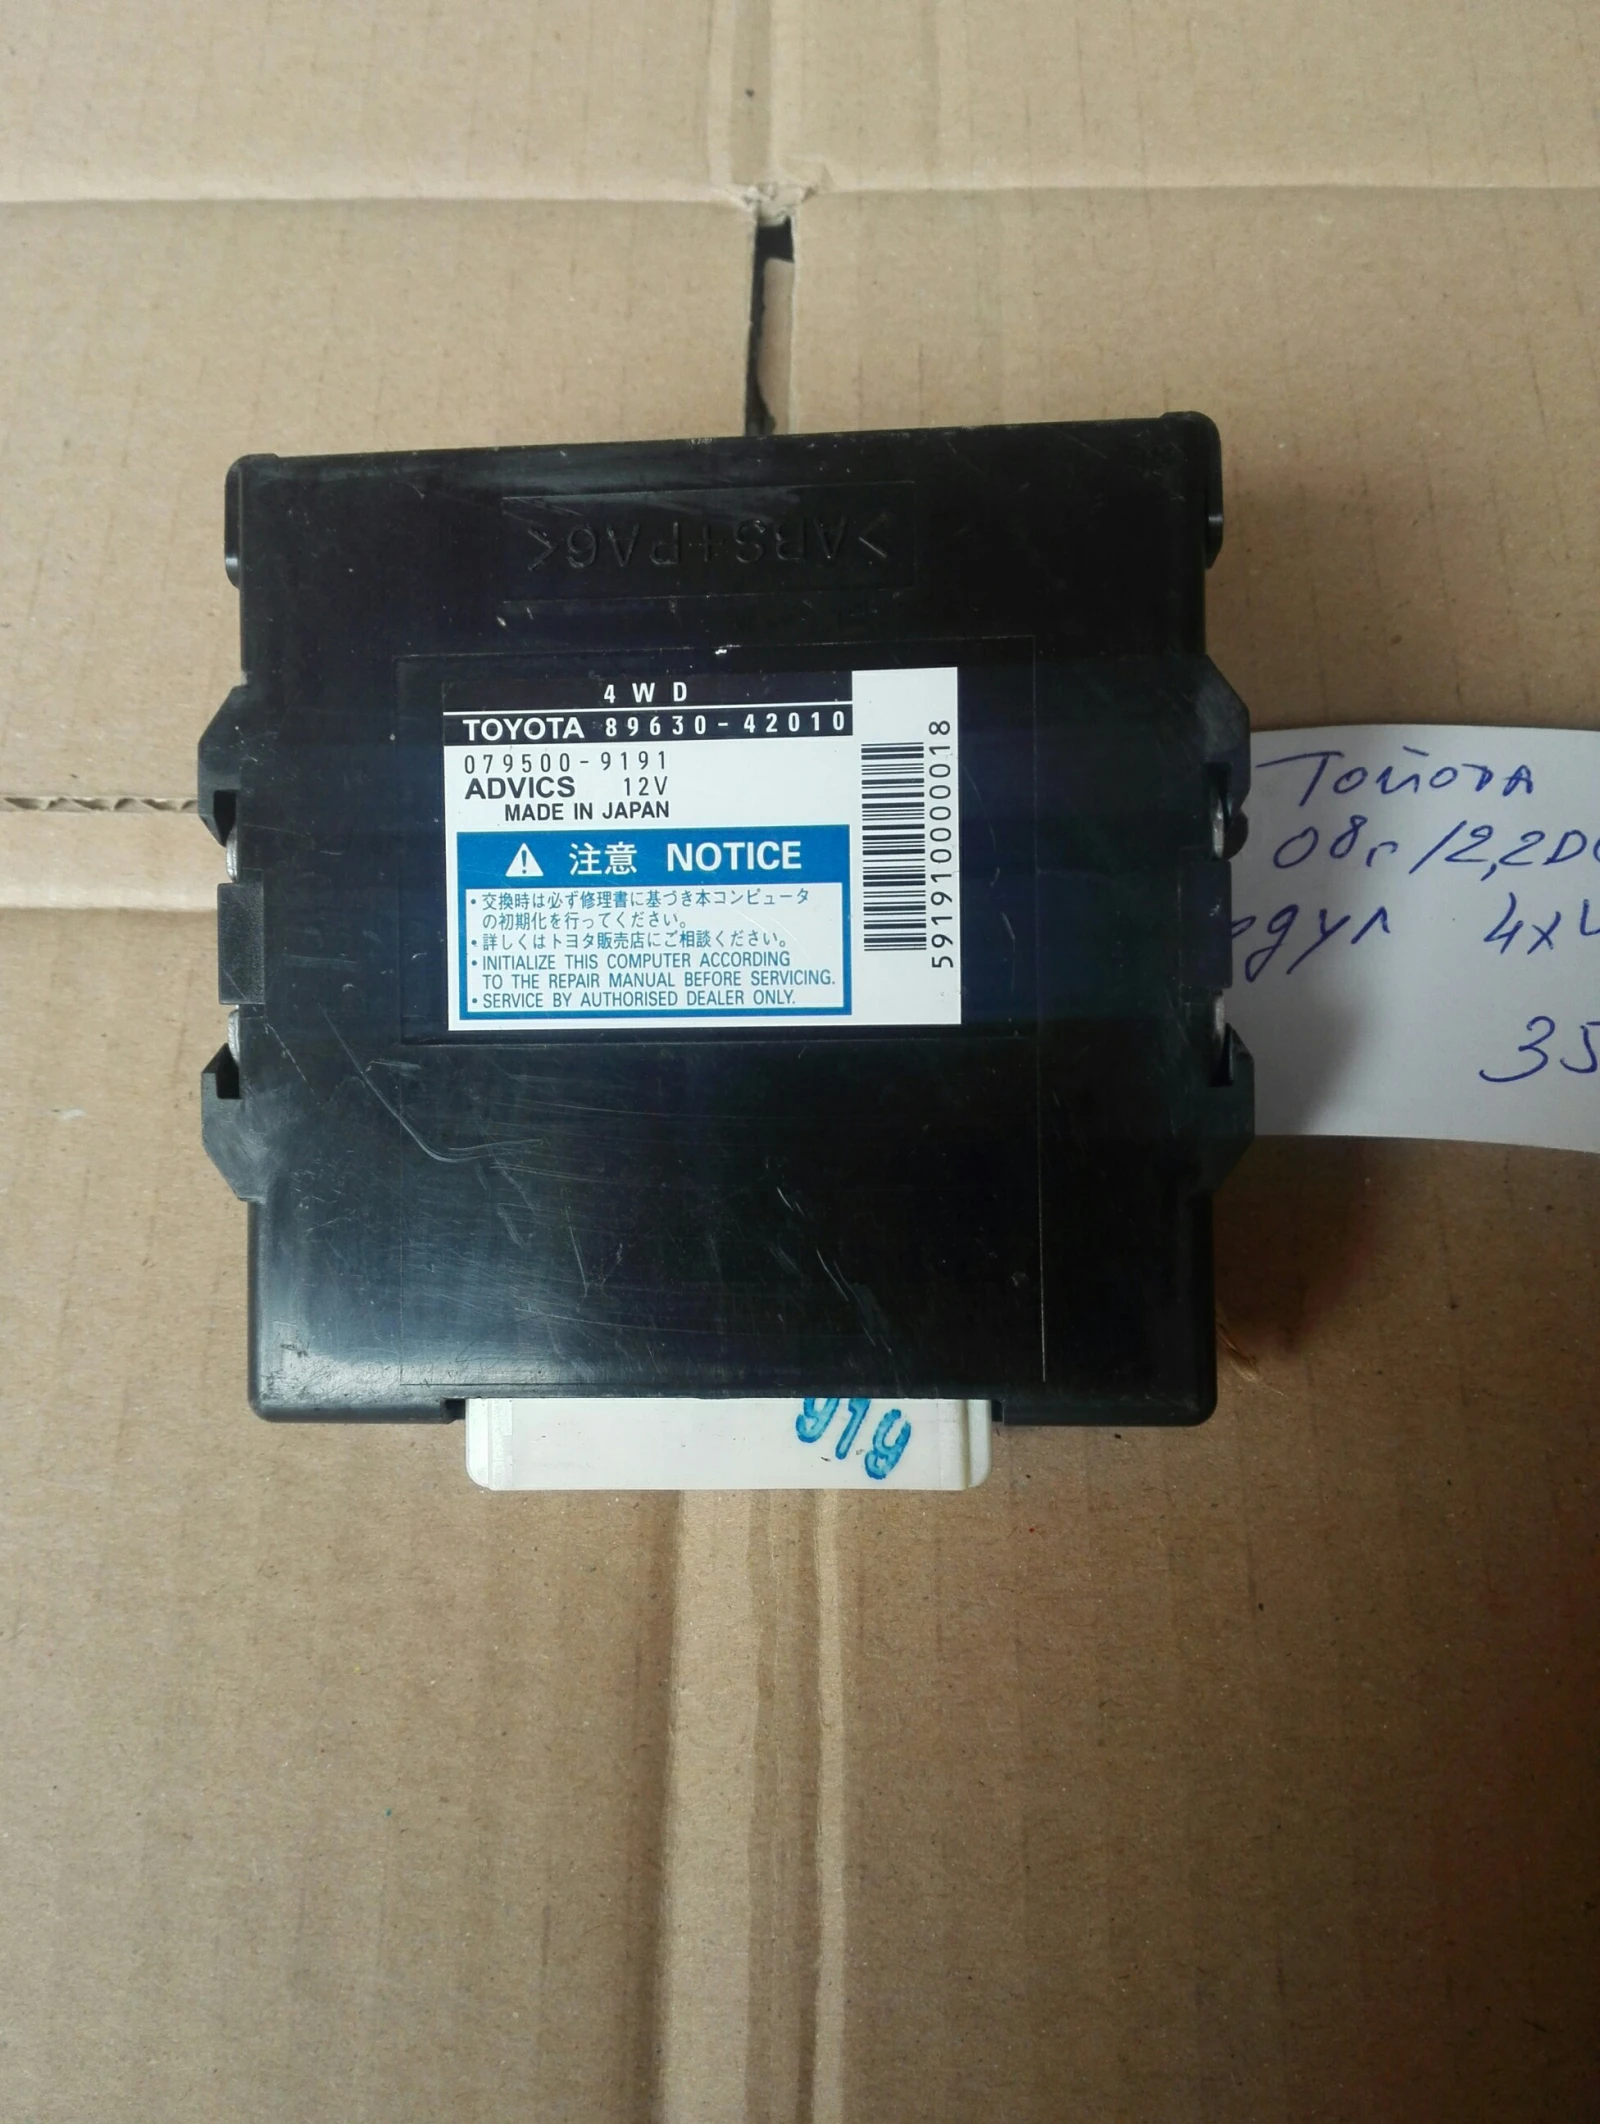 >ABS+PA6<
4WD
TOYOTA 89630-42010
079500-9191
ADVICS 12V
MADE IN JAPAN
注意 NOTICE
・交換時は必ず修理書に基づき本コンピュータ
の初期化を行ってください。
・詳しくはトヨタ販売店にご相談ください。
・INITIALIZE THIS COMPUTER ACCORDING
TO THE REPAIR MANUAL BEFORE SERVICING.
・SERVICE BY AUTHORISED DEALER ONLY.
5919100000018
Тойота
08г/2,2D
4x
35